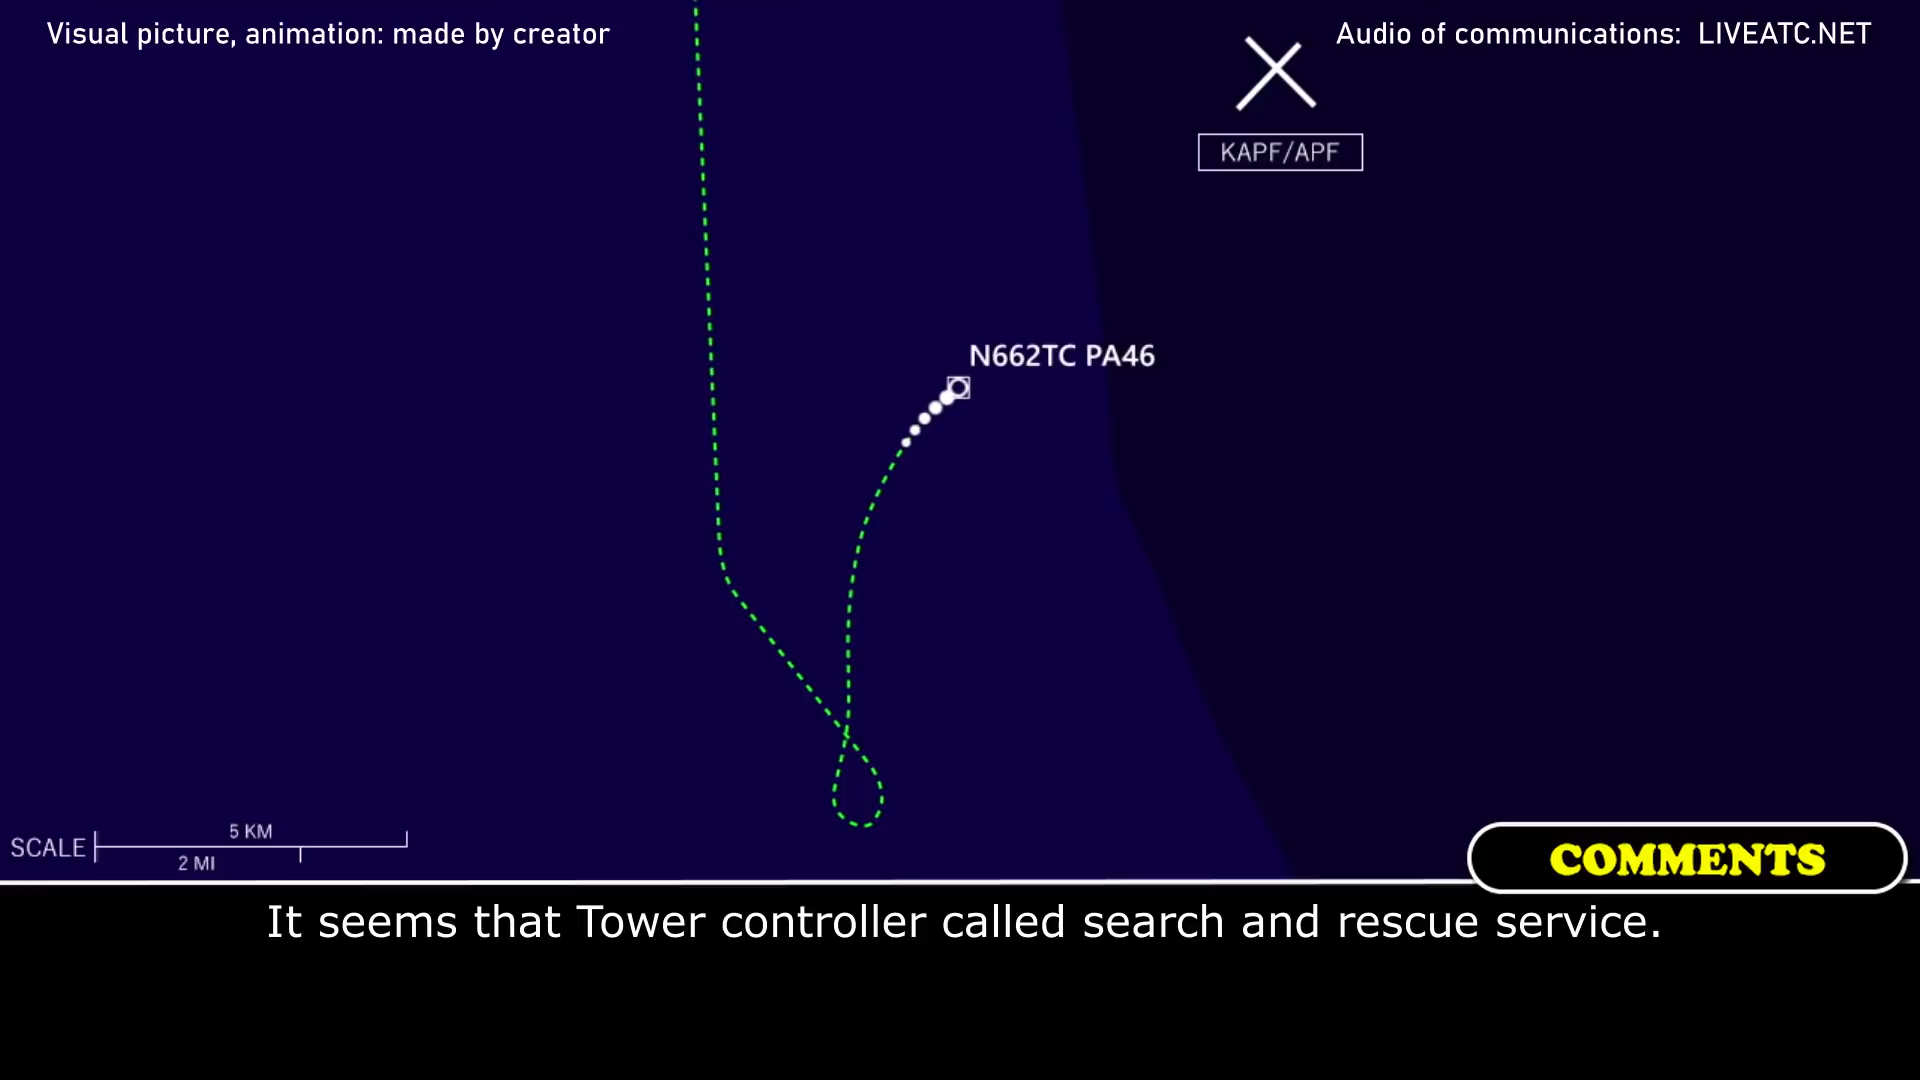 Visual picture, animation: made by creator
Audio of communications: LIVEATC.NET
KAPF/APF
N662TC PA46
5 KM
SCALE
2 MI
COMMENTS
It seems that Tower controller called search and rescue service.